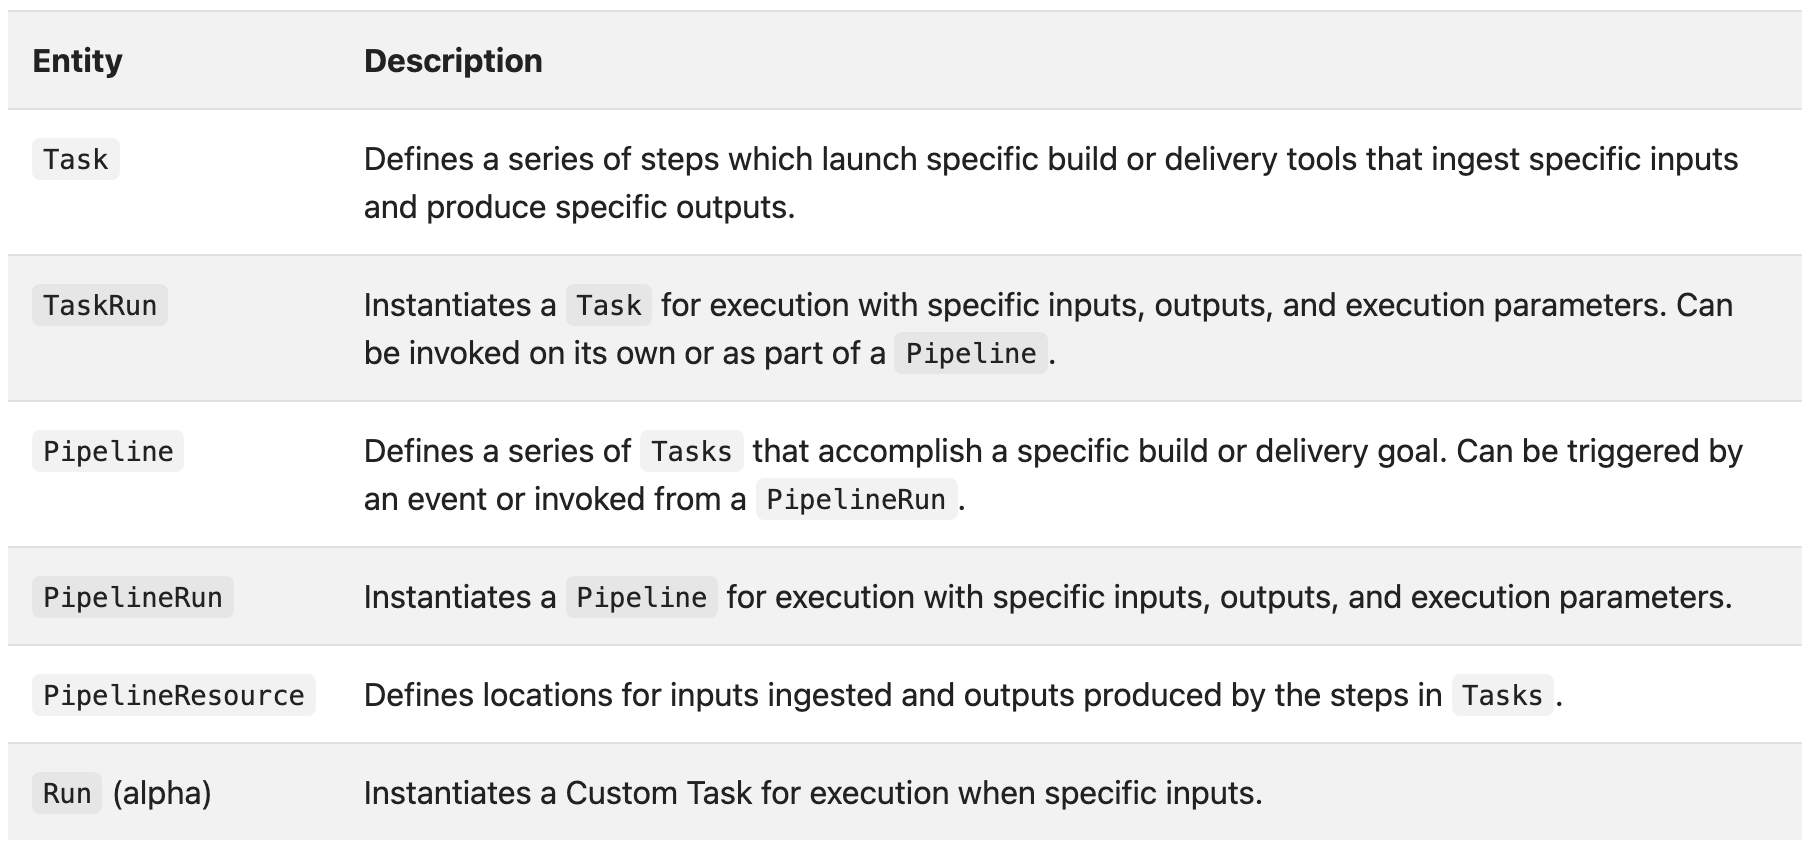 Entity Description
Task Defines a series of steps which launch specific build or delivery tools that ingest specific inputs
and produce specific outputs.
TaskRun Instantiates a Task for execution with specific inputs, outputs, and execution parameters. Can
be invoked on its own or as part of a Pipeline.
Pipeline Defines a series of Tasks that accomplish a specific build or delivery goal. Can be triggered by
an event or invoked from a PipelineRun.
PipelineRun Instantiates a Pipeline for execution with specific inputs, outputs, and execution parameters.
PipelineResource Defines locations for inputs ingested and outputs produced by the steps in Tasks.
Run (alpha) Instantiates a Custom Task for execution when specific inputs.